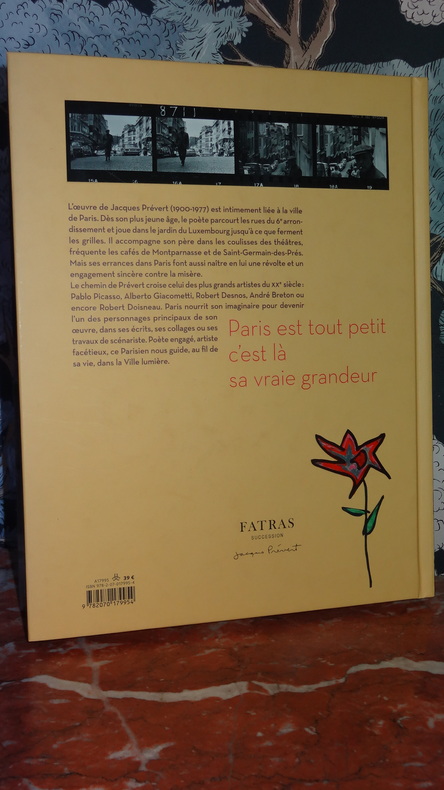 8711
L'œuvre de Jacques Prévert (1900-1977) est intimement liée à la ville
de Paris. Dès son plus jeune âge, le poète parcourt les rues du 6e arron-
dissement et joue dans le jardin du Luxembourg jusqu'à ce que ferment
les grilles. Il accompagne son père dans les coulisses des théâtres,
fréquente les cafés de Montparnasse et de Saint-Germain-des-Prés.
Mais ses errances dans Paris font aussi naître en lui une révolte et un
engagement sincère contre la misère.
Le chemin de Prévert croise celui des plus grands artistes du XXe siècle :
Pablo Picasso, Alberto Giacometti, Robert Desnos, André Breton ou
encore Robert Doisneau. Paris nourrit son imaginaire pour devenir
l'un des personnages principaux de son
œuvre, dans ses écrits, ses collages ou ses
travaux de scénariste. Poète engagé, artiste
facétieux, ce Parisien nous guide, au fil de
sa vie, dans la Ville lumière.
Paris est tout petit
c'est là
sa vraie grandeur
FATRAS
SUCCESSION
Jacques Prévert
39 €
9 782070 179954